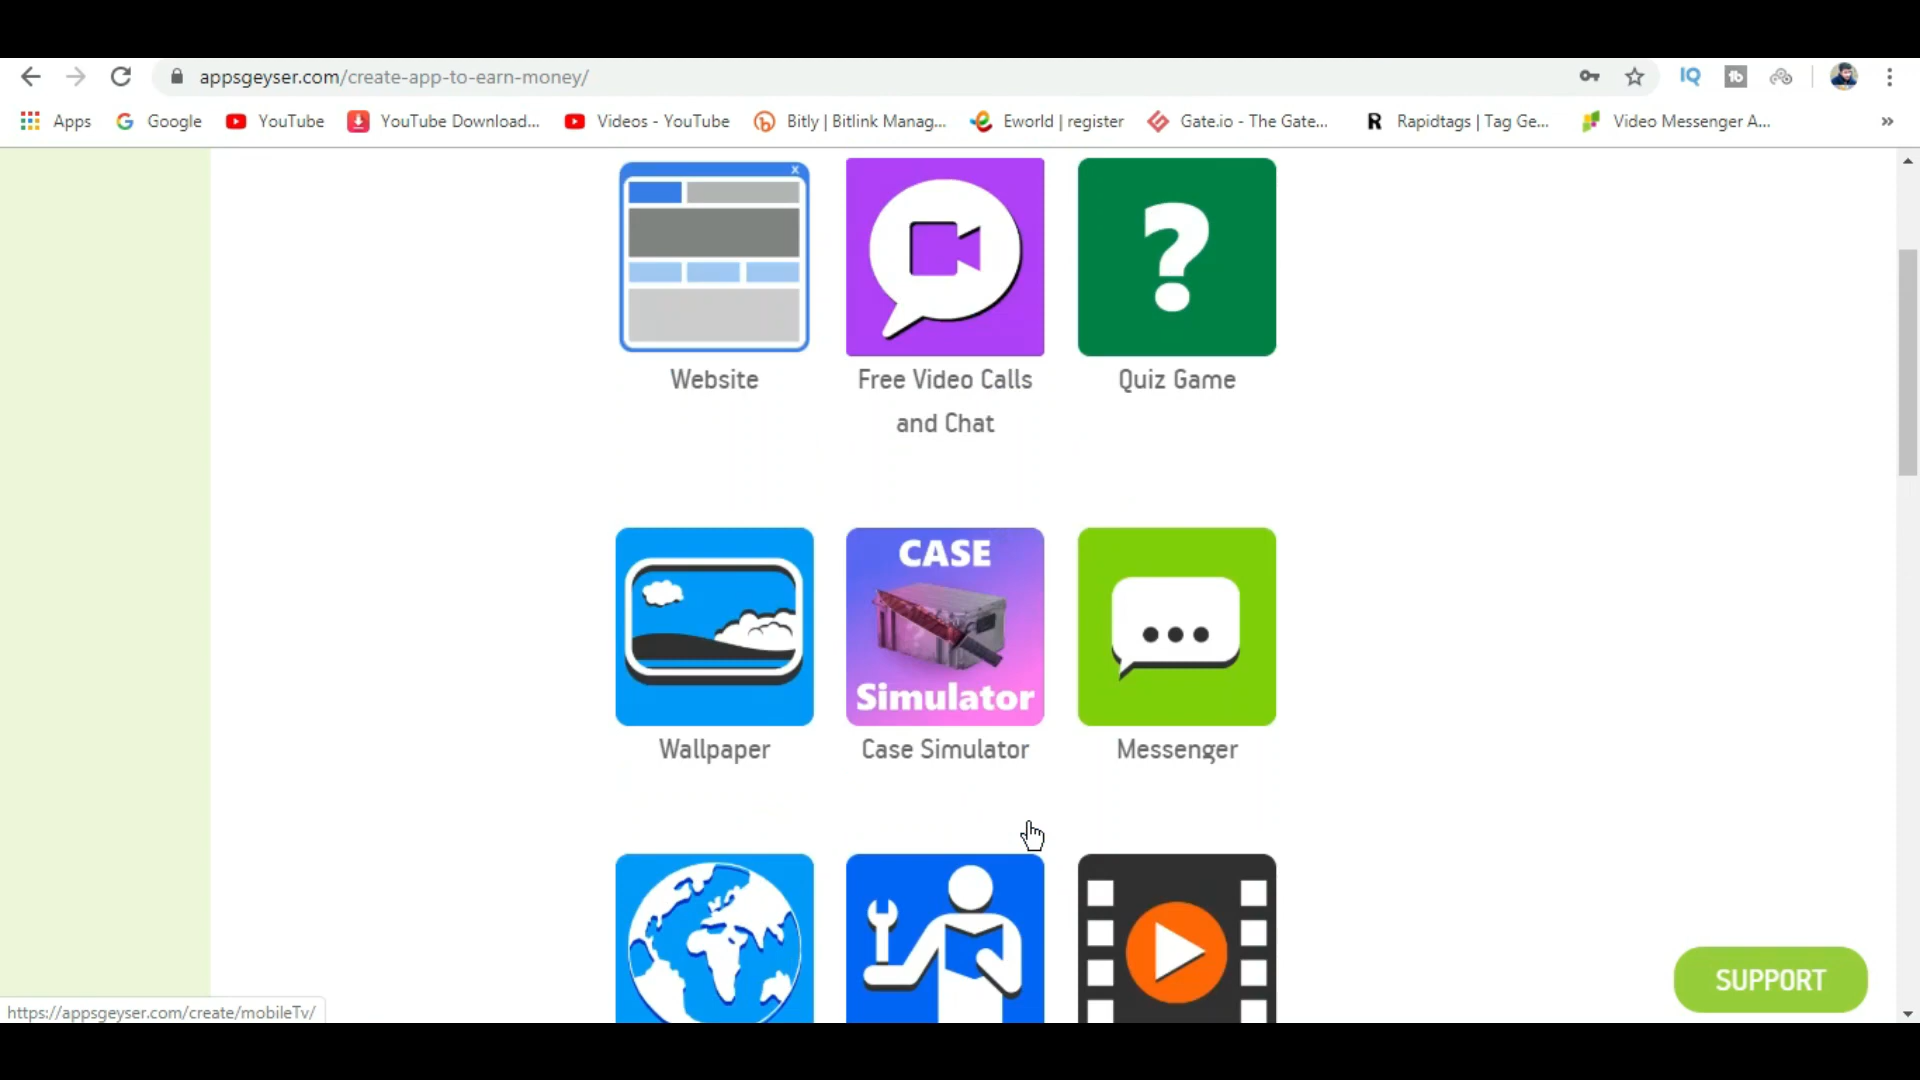 appsgeyser.com/create-app-to-earn-money/
IQ
tb
Apps
Google
YouTube
YouTube Download...
Videos - YouTube
Bitly | Bitlink Manag...
Eworld | register
Gate.io - The Gate...
R
Rapidtags | Tag Ge...
Video Messenger A...
»
X
?
Website
Free Video Calls
and Chat
Quiz Game
CASE
Simulator
Wallpaper
Case Simulator
Messenger
SUPPORT
https://appsgeyser.com/create/mobileTv/